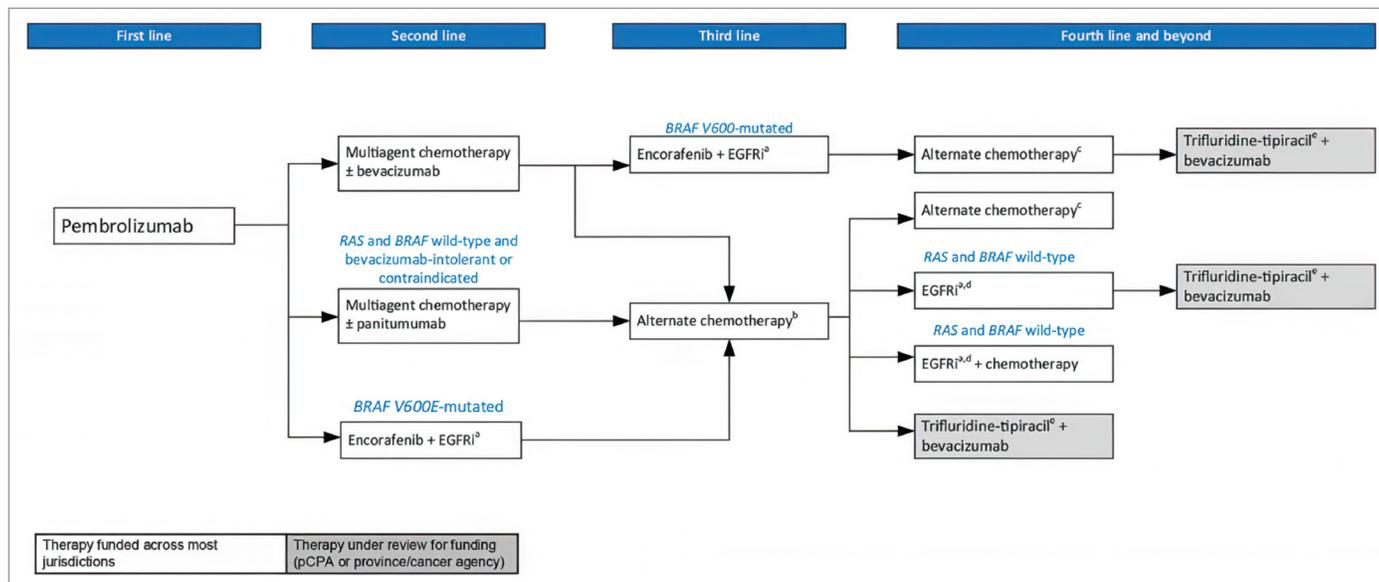 First line
Second line
Third line
Fourth line and beyond
Pembrolizumab
Multiagent chemotherapy
± bevacizumab
RAS and BRAF wild-type and
bevacizumab-intolerant or
contraindicated
Multiagent chemotherapy
± panitumumab
BRAF V600E-mutated
Encorafenib + EGFRiᵃ
BRAF V600-mutated
Encorafenib + EGFRiᵃ
Alternate chemotherapyᵇ
Alternate chemotherapyᶜ
Trifluridine-tipiracilᵉ +
bevacizumab
Alternate chemotherapyᶜ
RAS and BRAF wild-type
EGFRiᵃ,ᵈ
Trifluridine-tipiracilᵉ +
bevacizumab
RAS and BRAF wild-type
EGFRiᵃ,ᵈ + chemotherapy
Trifluridine-tipiracilᵉ +
bevacizumab
Therapy funded across most
jurisdictions
Therapy under review for funding
(pCPA or province/cancer agency)